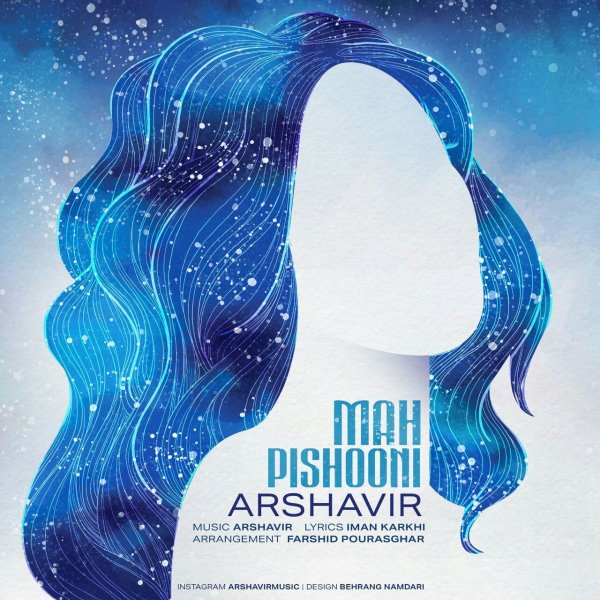 MAH
PISHOONI
ARSHAVIR
MUSIC ARSHAVIR LYRICS IMAN KARKHI
ARRANGEMENT FARSHID POURASGHAR
INSTAGRAM ARSHAVIRMUSIC | DESIGN BEHRANG NAMDARI